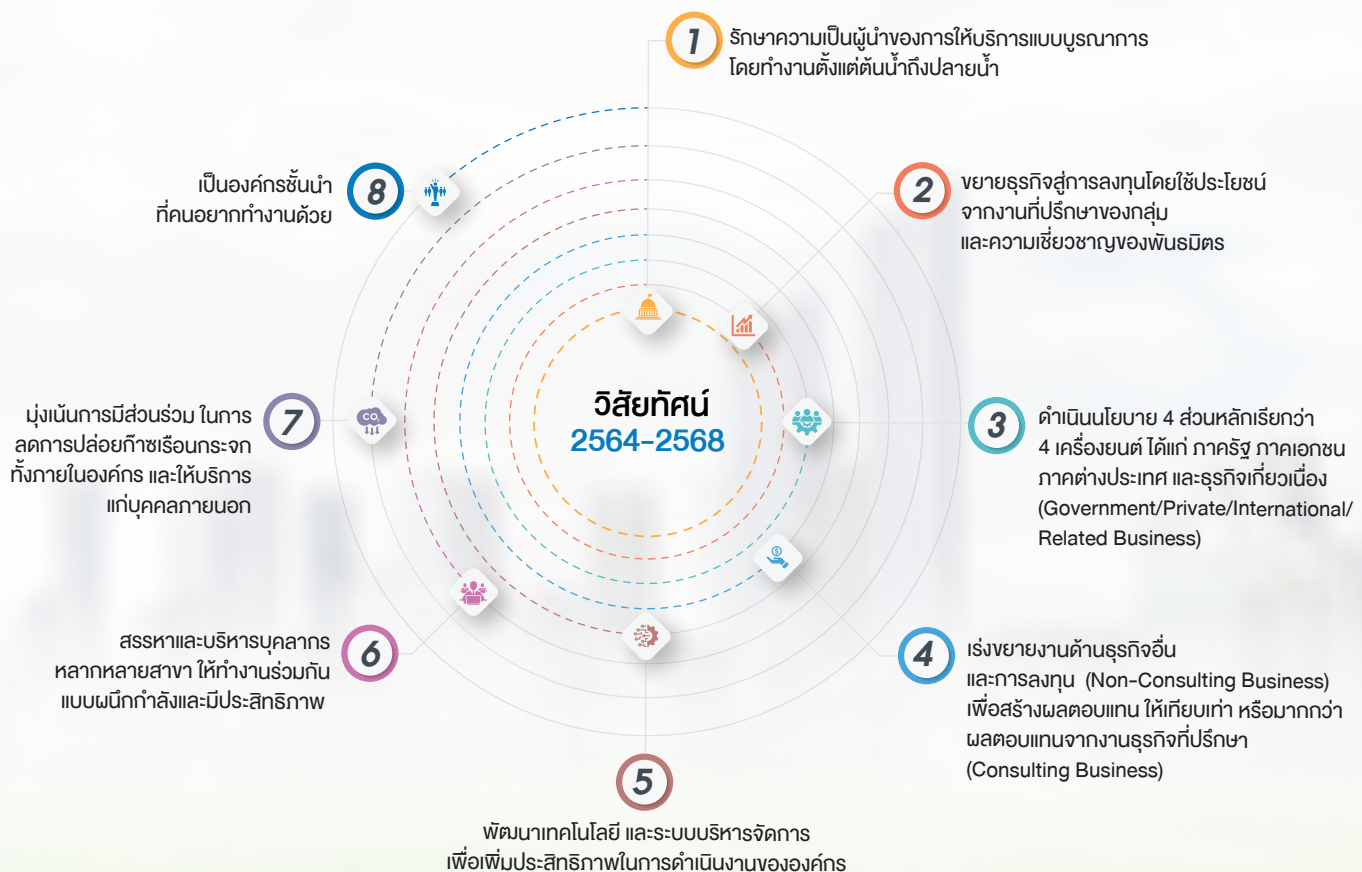 วิสัยทัศน์
2564-2568
1
รักษาความเป็นผู้นำของการให้บริการแบบบูรณาการ
โดยทำงานตั้งแต่ต้นน้ำถึงปลายน้ำ
2
ขยายธุรกิจสู่การลงทุนโดยใช้ประโยชน์
จากงานที่ปรึกษาของกลุ่ม
และความเชี่ยวชาญของพันธมิตร
3
ดำเนินนโยบาย 4 ส่วนหลักเรียกว่า
4 เครื่องยนต์ ได้แก่ ภาครัฐ ภาคเอกชน
ภาคต่างประเทศ และธุรกิจเกี่ยวเนื่อง
(Government/Private/International/
Related Business)
4
เร่งขยายงานด้านธุรกิจอื่น
และการลงทุน (Non-Consulting Business)
เพื่อสร้างผลตอบแทน ให้เทียบเท่า หรือมากกว่า
ผลตอบแทนจากงานธุรกิจที่ปรึกษา
(Consulting Business)
5
พัฒนาเทคโนโลยี และระบบบริหารจัดการ
เพื่อเพิ่มประสิทธิภาพในการดำเนินงานขององค์กร
6
สรรหาและบริหารบุคลากร
หลากหลายสาขา ให้ทำงานร่วมกัน
แบบผนึกกำลังและมีประสิทธิภาพ
7
มุ่งเน้นการมีส่วนร่วม ในการ
ลดการปล่อยก๊าซเรือนกระจก
ทั้งภายในองค์กร และให้บริการ
แก่บุคคลภายนอก
CO₂
8
เป็นองค์กรชั้นนำ
ที่คนอยากทำงานด้วย